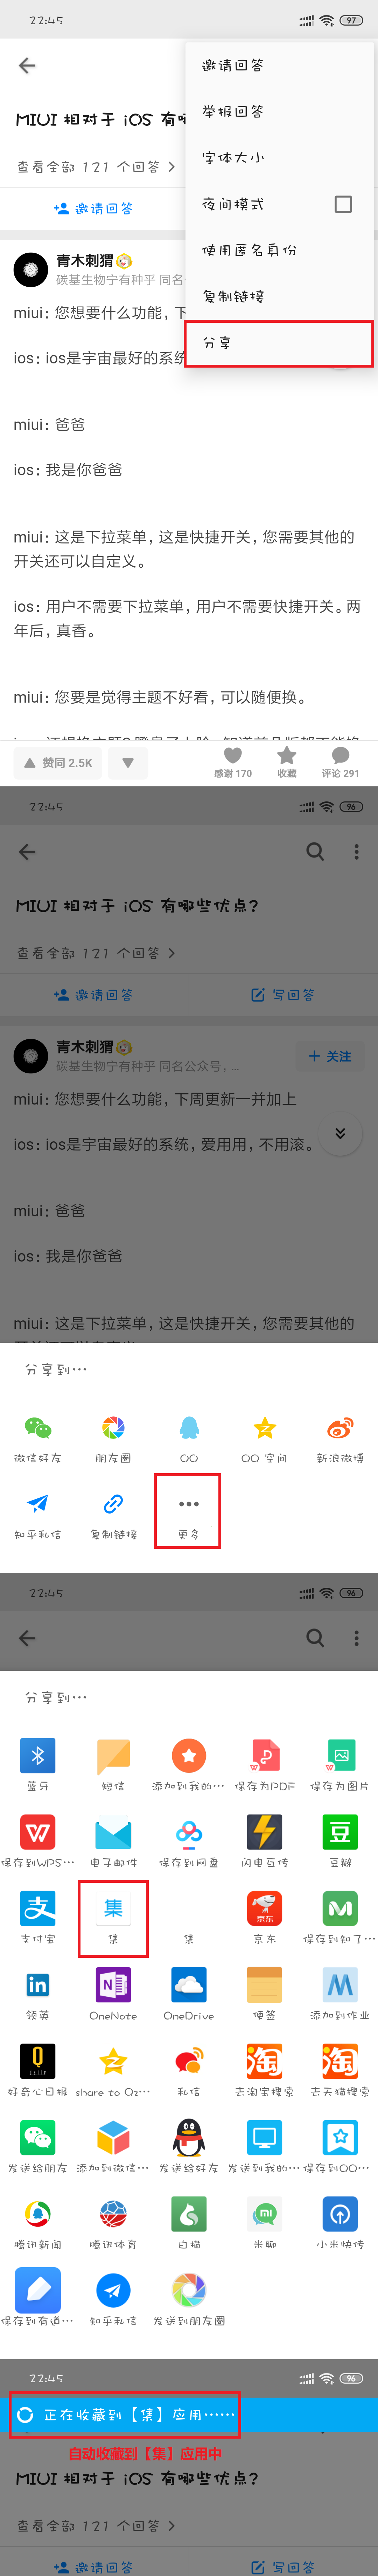 22:45
97
邀请回答
举报回答
MIUI 相对于 iOS 有哪
字体大小
查看全部 121 个回答
夜间模式
邀请回答
使用匿名身份
青木刺猬
碳基生物宁有种乎 同名
复制链接
miui：您想要什么功能，下
分享
ios：ios是宇宙最好的系统
miui：爸爸
ios：我是你爸爸
miui：这是下拉菜单，这是快捷开关，您需要其他的
开关还可以自定义。
ios：用户不需要下拉菜单，用户不需要快捷开关。两
年后，真香。
miui：您要是觉得主题不好看，可以随便换。
赞同 2.5K
感谢 170
收藏
评论 291
22:45
96
MIUI 相对于 iOS 有哪些优点?
查看全部 121 个回答
邀请回答
写回答
青木刺猬
碳基生物宁有种乎 同名公众号，...
+ 关注
miui：您想要什么功能，下周更新一并加上
ios：ios是宇宙最好的系统，爱用用，不用滚。
miui：爸爸
ios：我是你爸爸
miui：这是下拉菜单，这是快捷开关，您需要其他的
分享到…
微信好友
朋友圈
QQ
QQ 空间
新浪微博
知乎私信
复制链接
更多
22:45
96
分享到…
蓝牙
短信
添加到我的…
保存为PDF
保存为图片
保存到WPS…
电子邮件
保存到网盘
闪电互传
豆
豆瓣
支
支付宝
集
集
集
京东
京东
保存到知了…
in
领英
N
OneNote
OneDrive
便签
添加到作业
Q
好奇心日报
share to Qz…
私信
淘
去淘宝搜索
淘
去天猫搜索
发送给朋友
添加到微信…
发送给好友
发送到我的…
保存到QQ…
腾讯新闻
腾讯体育
白描
mi
米聊
小米快传
保存到有道…
知乎私信
发送到朋友圈
22:45
96
正在收藏到【集】应用……
自动收藏到【集】应用中
MIUI 相对于 iOS 有哪些优点?
查看全部 121 个回答
邀请回答
写回答